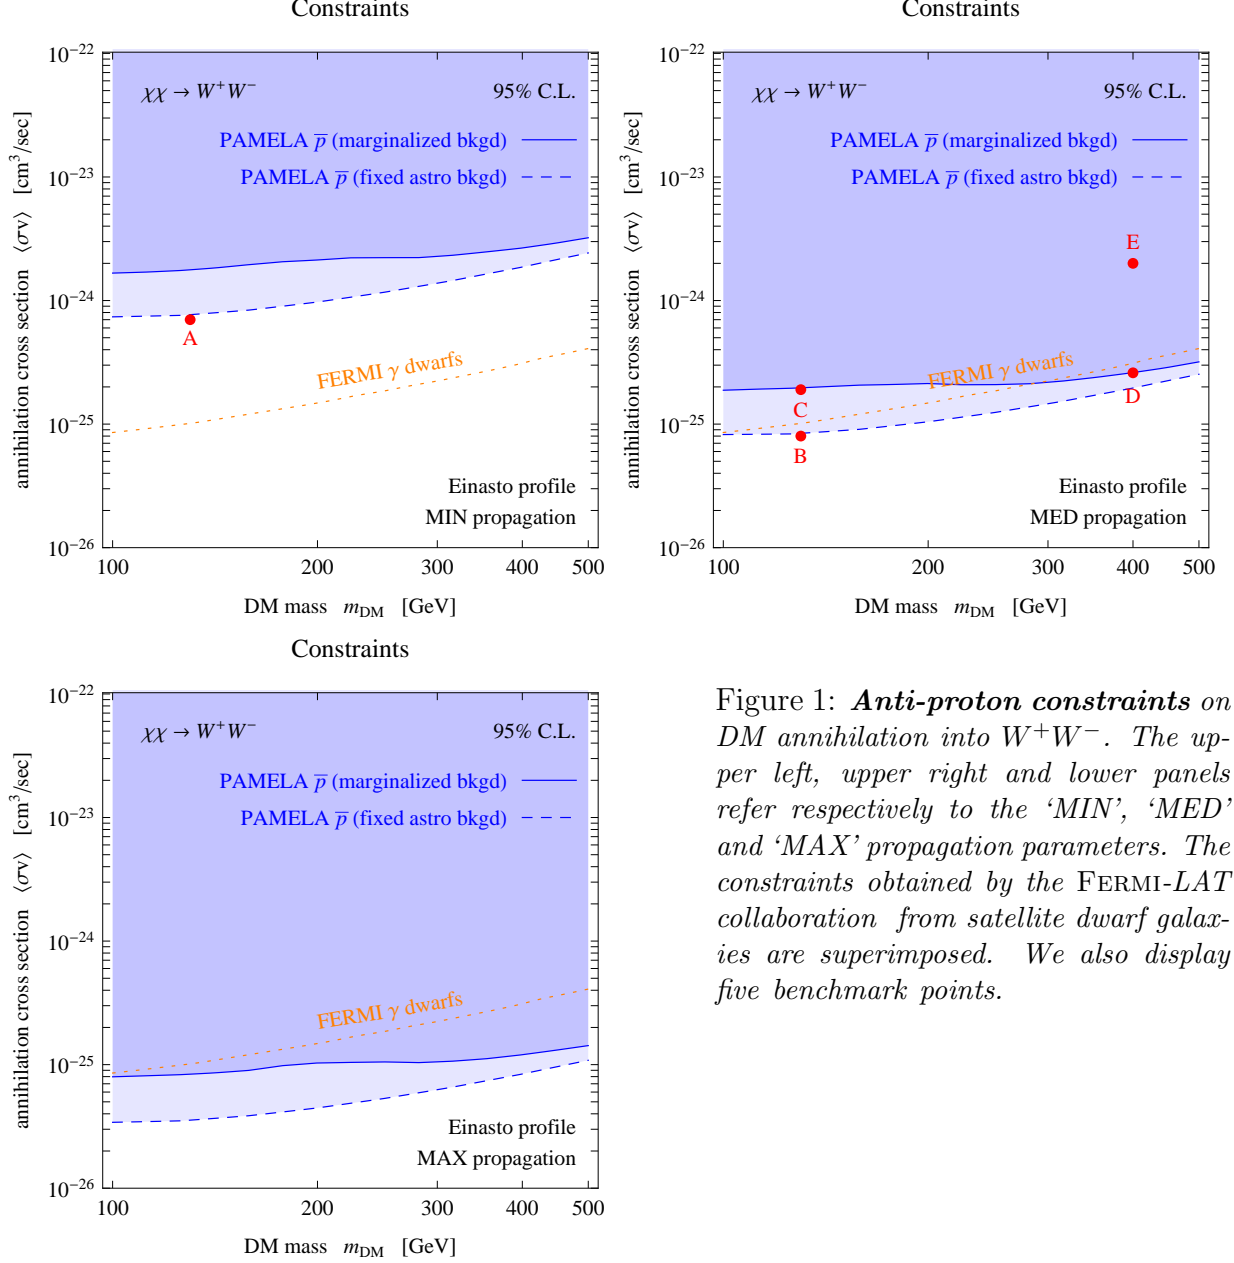 Constraints
10⁻²²
10⁻²³
10⁻²⁴
10⁻²⁵
10⁻²⁶
annihilation cross section ⟨σv⟩ [cm³/sec]
χχ → W⁺W⁻ 95% C.L.
PAMELA p̅ (marginalized bkgd)
PAMELA p̅ (fixed astro bkgd)
A
FERMI γ dwarfs
Einasto profile
MIN propagation
100 200 300 400 500
DM mass m_DM [GeV]
Constraints
10⁻²²
10⁻²³
10⁻²⁴
10⁻²⁵
10⁻²⁶
annihilation cross section ⟨σv⟩ [cm³/sec]
χχ → W⁺W⁻ 95% C.L.
PAMELA p̅ (marginalized bkgd)
PAMELA p̅ (fixed astro bkgd)
E
FERMI γ dwarfs
C
D
B
Einasto profile
MED propagation
100 200 300 400 500
DM mass m_DM [GeV]
Constraints
10⁻²²
10⁻²³
10⁻²⁴
10⁻²⁵
10⁻²⁶
annihilation cross section ⟨σv⟩ [cm³/sec]
χχ → W⁺W⁻ 95% C.L.
PAMELA p̅ (marginalized bkgd)
PAMELA p̅ (fixed astro bkgd)
FERMI γ dwarfs
Einasto profile
MAX propagation
100 200 300 400 500
DM mass m_DM [GeV]
Figure 1: Anti-proton constraints on
DM annihilation into W⁺W⁻. The up-
per left, upper right and lower panels
refer respectively to the ‘MIN’, ‘MED’
and ‘MAX’ propagation parameters. The
constraints obtained by the FERMI-LAT
collaboration from satellite dwarf galax-
ies are superimposed. We also display
five benchmark points.